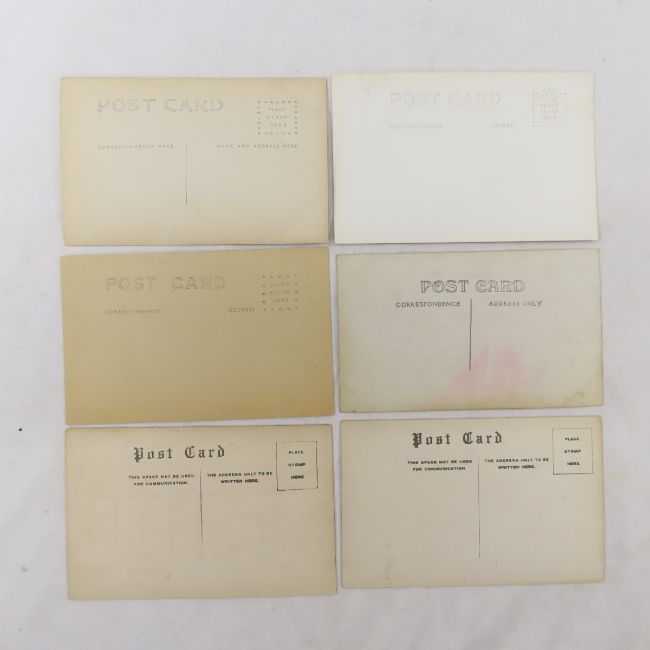 POST CARD
PLACE
STAMP
HERE
CORRESPONDENCE HERE
NAME AND ADDRESS HERE
POST CARD
PLACE
STAMP
HERE
CORRESPONDENCE
ADDRESS
POST CARD
PLACE
STAMP
HERE
CORRESPONDENCE
ADDRESS
POST CARD
CORRESPONDENCE
ADDRESS ONLY
Post Card
PLACE
STAMP
HERE
THIS SPACE MAY BE USED
FOR COMMUNICATION
THE ADDRESS ONLY TO BE
WRITTEN HERE.
Post Card
PLACE
STAMP
HERE
THIS SPACE MAY BE USED
FOR COMMUNICATION
THE ADDRESS ONLY TO BE
WRITTEN HERE.